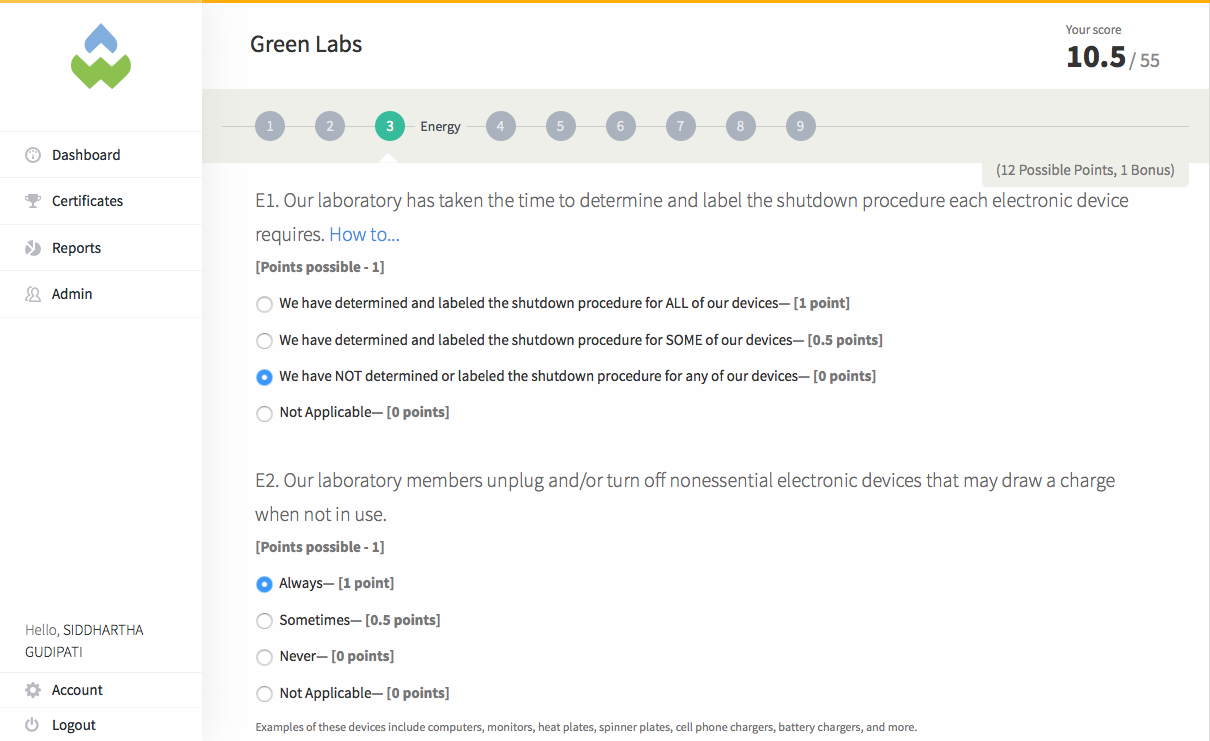 Green Labs
Your score
10.5 / 55
1 2 3 Energy 4 5 6 7 8 9
Dashboard
Certificates
Reports
Admin
Hello, SIDDHARTHA
GUDIPATI
Account
Logout
(12 Possible Points, 1 Bonus)
E1. Our laboratory has taken the time to determine and label the shutdown procedure each electronic device
requires. How to...
[Points possible - 1]
We have determined and labeled the shutdown procedure for ALL of our devices— [1 point]
We have determined and labeled the shutdown procedure for SOME of our devices— [0.5 points]
We have NOT determined or labeled the shutdown procedure for any of our devices— [0 points]
Not Applicable— [0 points]
E2. Our laboratory members unplug and/or turn off nonessential electronic devices that may draw a charge
when not in use.
[Points possible - 1]
Always— [1 point]
Sometimes— [0.5 points]
Never— [0 points]
Not Applicable— [0 points]
Examples of these devices include computers, monitors, heat plates, spinner plates, cell phone chargers, battery chargers, and more.